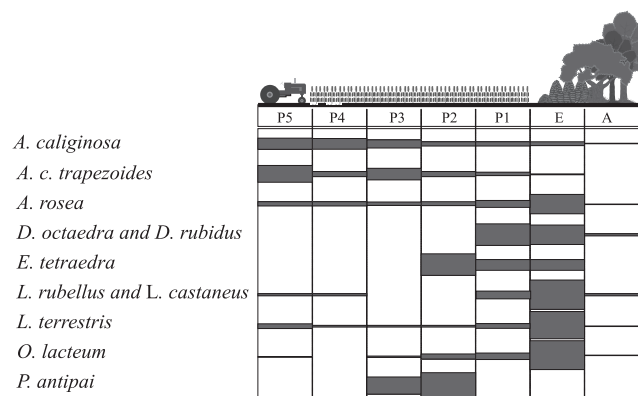 P5 P4 P3 P2 P1 E A
A. caliginosa
A. c. trapezoides
A. rosea
D. octaedra and D. rubidus
E. tetraedra
L. rubellus and L. castaneus
L. terrestris
O. lacteum
P. antipai